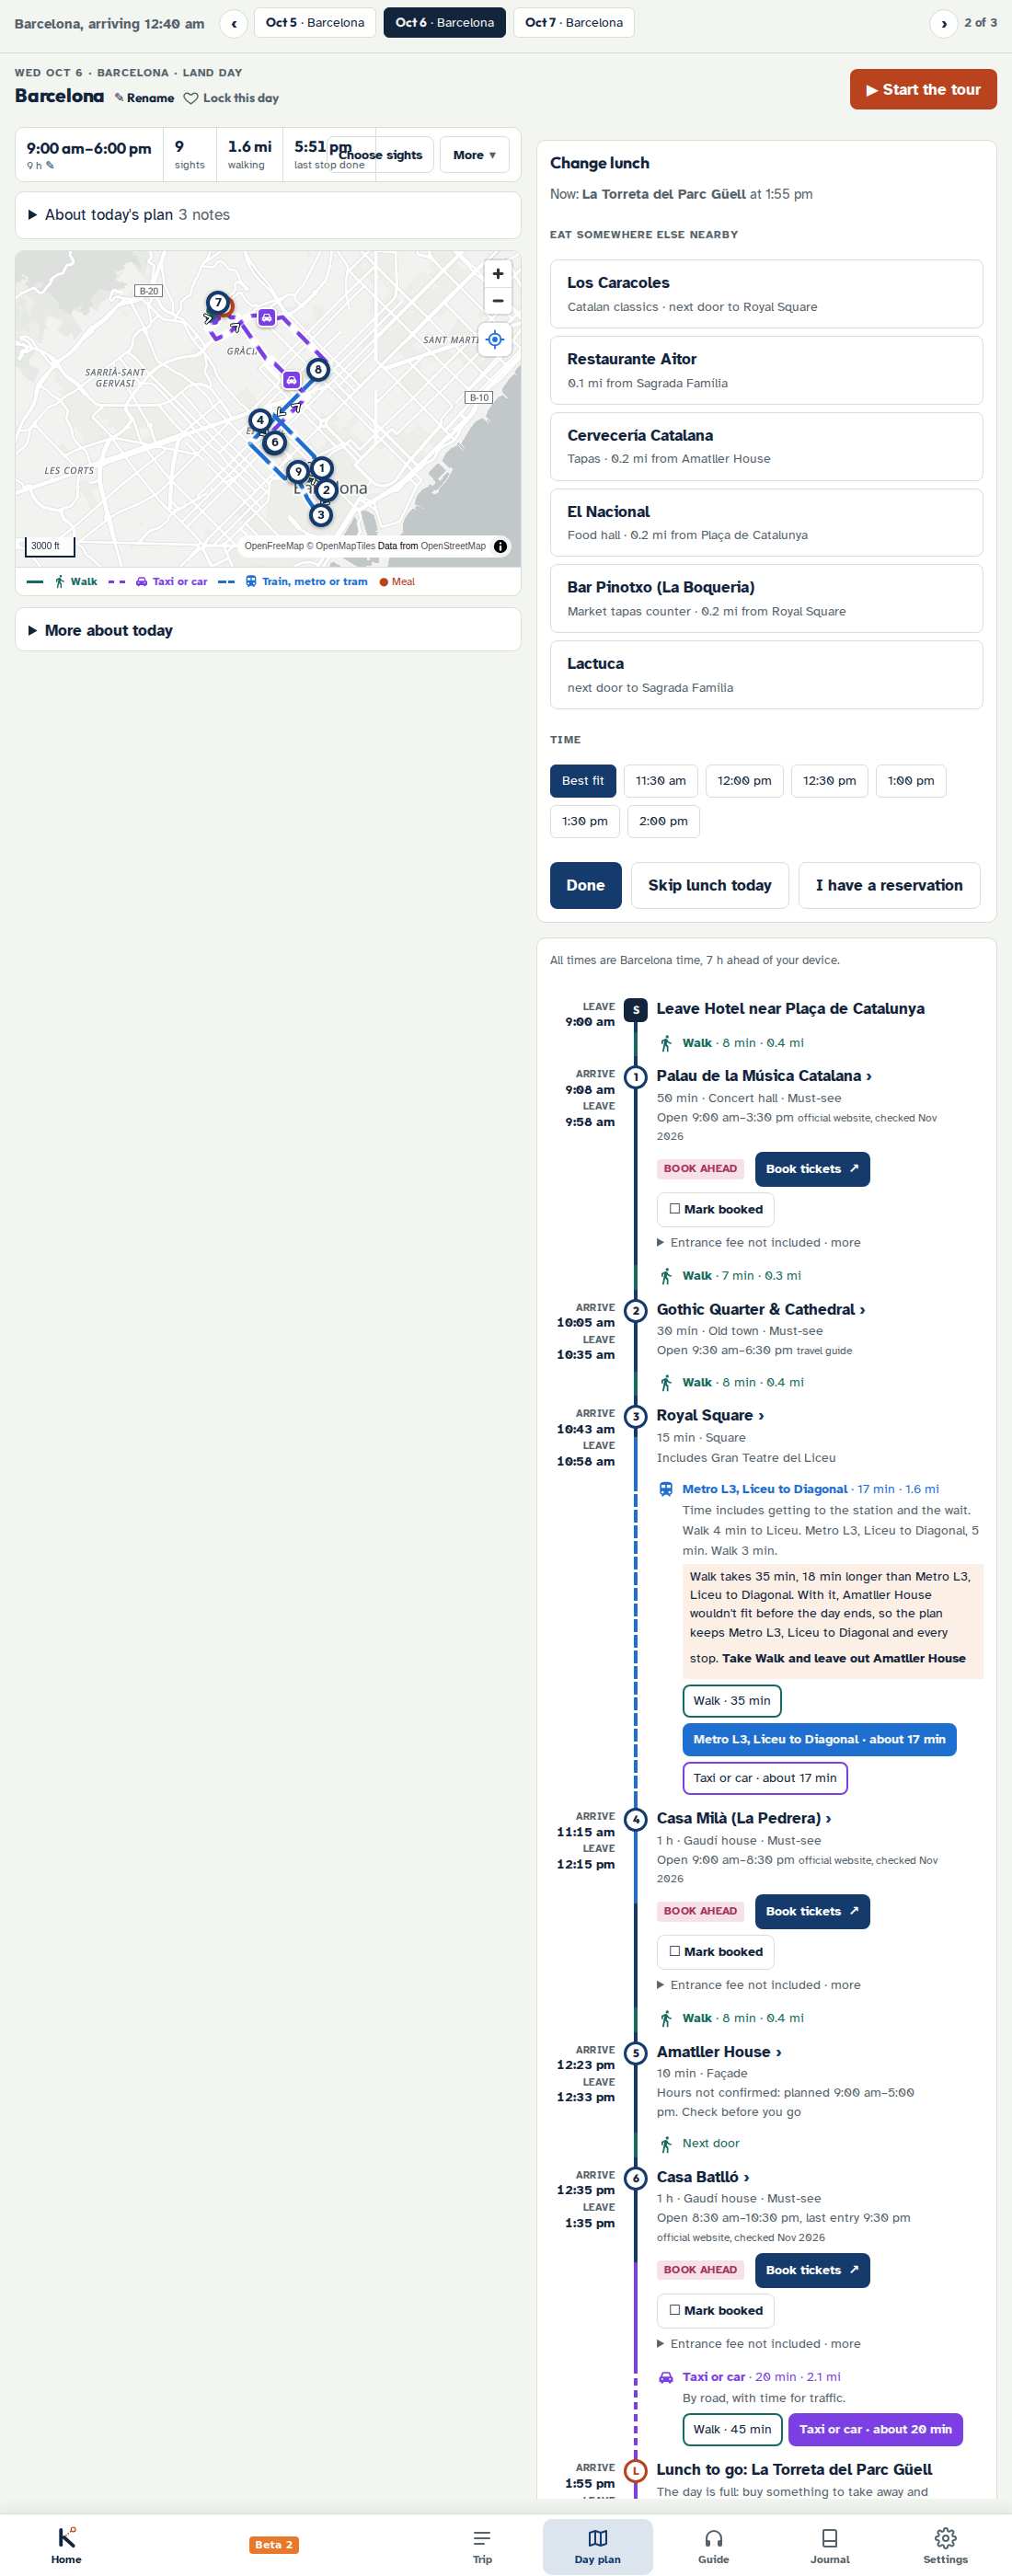 Barcelona, arriving 12:40 am
‹
Oct 5 · Barcelona
Oct 6 · Barcelona
Oct 7 · Barcelona
›
2 of 3
WED OCT 6 · BARCELONA · LAND DAY
Barcelona ✎ Rename Lock this day
▶ Start the tour
9:00 am–6:00 pm
9 h ✎
9
sights
1.6 mi
walking
5:51 pm
last stop done
Choose sights
More ▾
▶ About today's plan 3 notes
B-20
SANT MARTÍ
GRÀCIA
SARRIÀ-SANT
GERVASI
B-10
LES CORTS
7
8
4
6
9
1
2
3
+
−
3000 ft
OpenFreeMap © OpenMapTiles Data from OpenStreetMap
Walk Taxi or car Train, metro or tram Meal
▶ More about today
Change lunch
Now: La Torreta del Parc Güell at 1:55 pm
EAT SOMEWHERE ELSE NEARBY
Los Caracoles
Catalan classics · next door to Royal Square
Restaurante Aitor
0.1 mi from Sagrada Família
Cervecería Catalana
Tapas · 0.2 mi from Amatller House
El Nacional
Food hall · 0.2 mi from Plaça de Catalunya
Bar Pinotxo (La Boqueria)
Market tapas counter · 0.2 mi from Royal Square
Lactuca
next door to Sagrada Família
TIME
Best fit 11:30 am 12:00 pm 12:30 pm 1:00 pm
1:30 pm 2:00 pm
Done Skip lunch today I have a reservation
All times are Barcelona time, 7 h ahead of your device.
LEAVE
9:00 am
S
Leave Hotel near Plaça de Catalunya
Walk · 8 min · 0.4 mi
ARRIVE
9:08 am
LEAVE
9:58 am
1
Palau de la Música Catalana ›
50 min · Concert hall · Must-see
Open 9:00 am–3:30 pm official website, checked Nov
2026
BOOK AHEAD Book tickets ↗
☐ Mark booked
▶ Entrance fee not included · more
Walk · 7 min · 0.3 mi
ARRIVE
10:05 am
LEAVE
10:35 am
2
Gothic Quarter & Cathedral ›
30 min · Old town · Must-see
Open 9:30 am–6:30 pm travel guide
Walk · 8 min · 0.4 mi
ARRIVE
10:43 am
LEAVE
10:58 am
3
Royal Square ›
15 min · Square
Includes Gran Teatre del Liceu
Metro L3, Liceu to Diagonal · 17 min · 1.6 mi
Time includes getting to the station and the wait.
Walk 4 min to Liceu. Metro L3, Liceu to Diagonal, 5
min. Walk 3 min.
Walk takes 35 min, 18 min longer than Metro L3,
Liceu to Diagonal. With it, Amatller House
wouldn't fit before the day ends, so the plan
keeps Metro L3, Liceu to Diagonal and every
stop. Take Walk and leave out Amatller House
Walk · 35 min
Metro L3, Liceu to Diagonal · about 17 min
Taxi or car · about 17 min
ARRIVE
11:15 am
LEAVE
12:15 pm
4
Casa Milà (La Pedrera) ›
1 h · Gaudí house · Must-see
Open 9:00 am–8:30 pm official website, checked Nov
2026
BOOK AHEAD Book tickets ↗
☐ Mark booked
▶ Entrance fee not included · more
Walk · 8 min · 0.4 mi
ARRIVE
12:23 pm
LEAVE
12:33 pm
5
Amatller House ›
10 min · Façade
Hours not confirmed: planned 9:00 am–5:00
pm. Check before you go
Next door
ARRIVE
12:35 pm
LEAVE
1:35 pm
6
Casa Batlló ›
1 h · Gaudí house · Must-see
Open 8:30 am–10:30 pm, last entry 9:30 pm
official website, checked Nov 2026
BOOK AHEAD Book tickets ↗
☐ Mark booked
▶ Entrance fee not included · more
Taxi or car · 20 min · 2.1 mi
By road, with time for traffic.
Walk · 45 min Taxi or car · about 20 min
ARRIVE
1:55 pm
L
Lunch to go: La Torreta del Parc Güell
The day is full: buy something to take away and
Home
Beta 2
Trip
Day plan
Guide
Journal
Settings